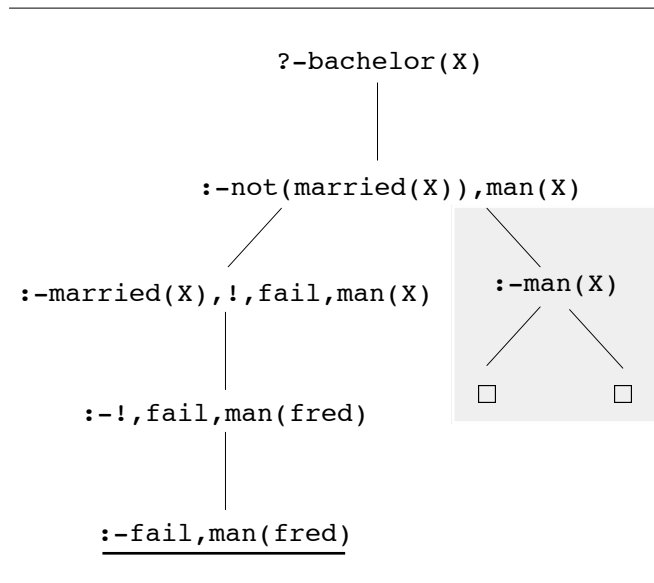 ?-bachelor(X)
:-not(married(X)),man(X)
:-married(X),!,fail,man(X)
:-man(X)
:-!,fail,man(fred)
:-fail,man(fred)